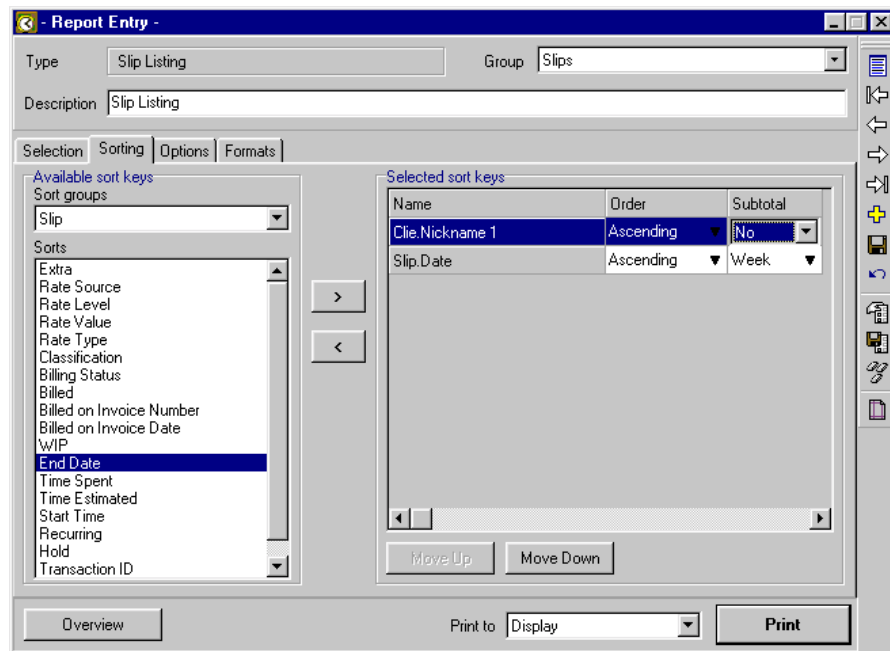 - Report Entry -
Type Slip Listing Group Slips
Description Slip Listing
Selection Sorting Options Formats
Available sort keys Selected sort keys
Sort groups Name Order Subtotal
Slip Clie.Nickname 1 Ascending No
Sorts Slip.Date Ascending Week
Extra
Rate Source
Rate Level
Rate Value
Rate Type
Classification
Billing Status
Billed
Billed on Invoice Number
Billed on Invoice Date
WIP
End Date
Time Spent
Time Estimated
Start Time
Recurring
Hold
Transaction ID
> 
<
Move Up Move Down
Overview Print to Display Print